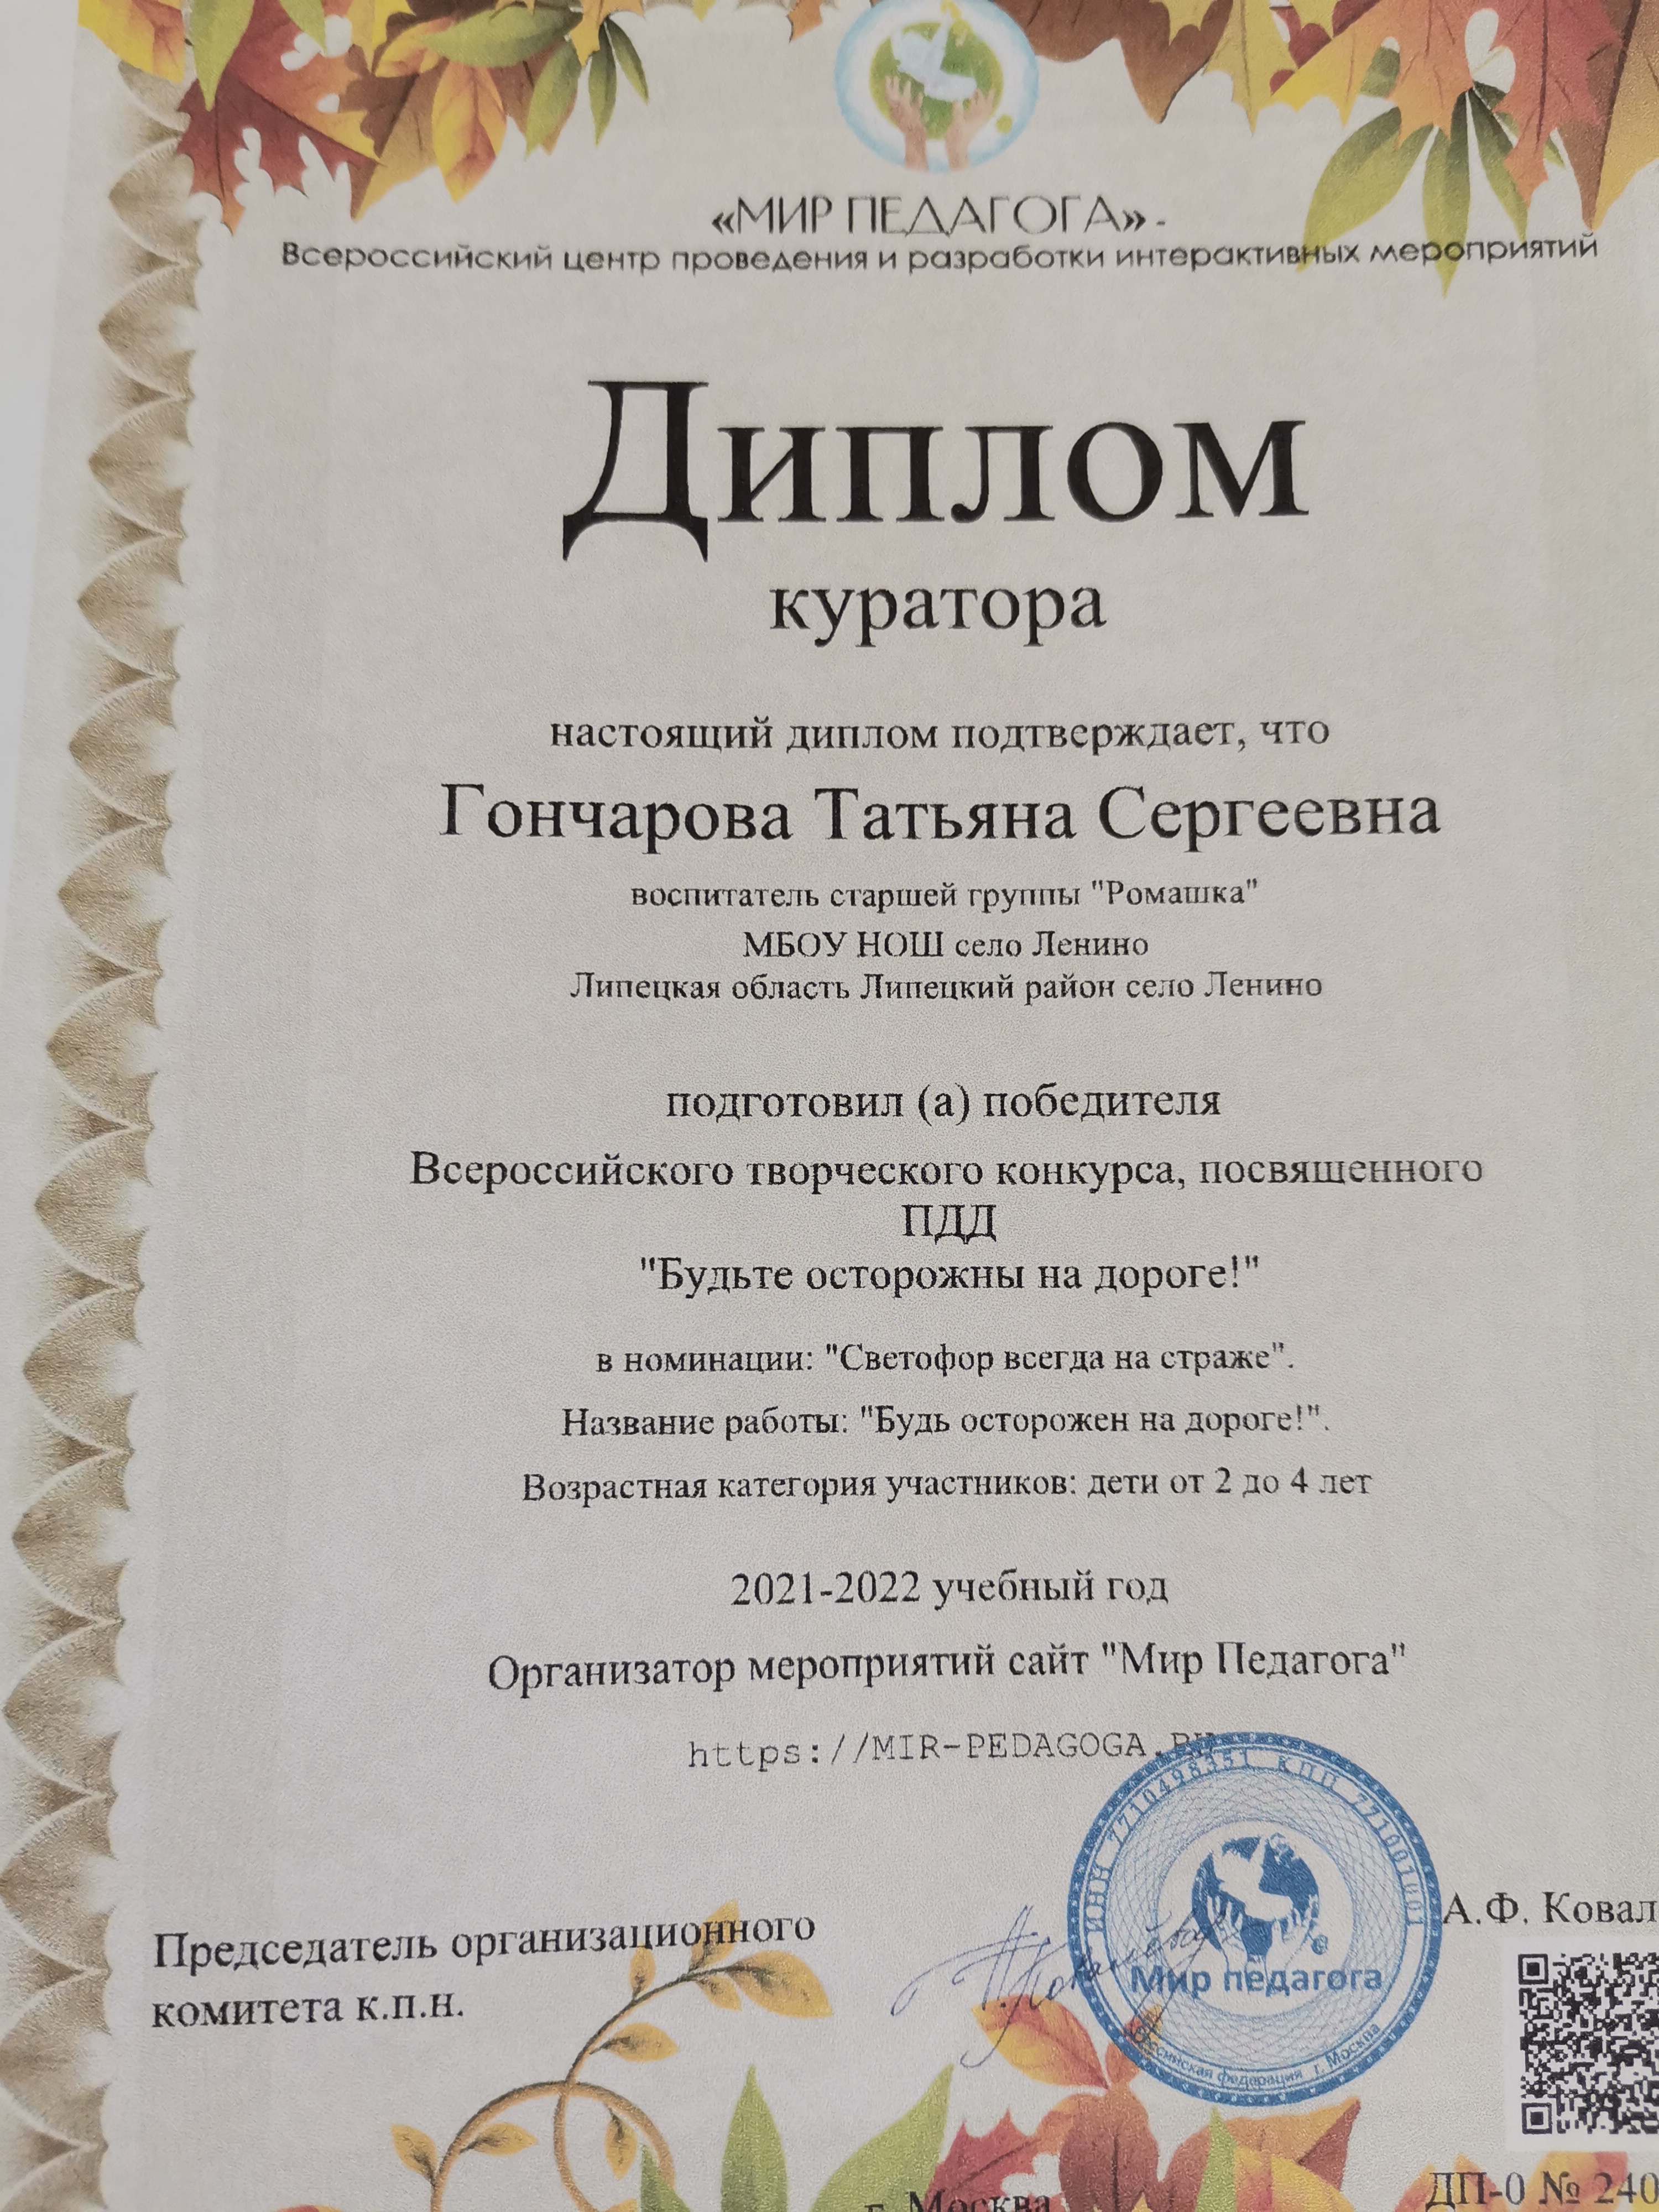 «МИР ПЕДАГОГА» -
Всероссийский центр проведения и разработки интерактивных мероприятий
Диплом
куратора
настоящий диплом подтверждает, что
Гончарова Татьяна Сергеевна
воспитатель старшей группы "Ромашка"
МБОУ НОШ село Ленино
Липецкая область Липецкий район село Ленино
подготовил (а) победителя
Всероссийского творческого конкурса, посвященного
ПДД
"Будьте осторожны на дороге!"
в номинации: "Светофор всегда на страже".
Название работы: "Будь осторожен на дороге!".
Возрастная категория участников: дети от 2 до 4 лет
2021-2022 учебный год
Организатор мероприятий сайт "Мир Педагога"
https://MIR-PEDAGOGA.RU
ИНН 7710498351 КПП 771001001
Председатель организационного
комитета к.п.н.
А.Ф. Ковал
Мир педагога
Российская федерация г. Москва
ДП-0 № 240
г. Москва